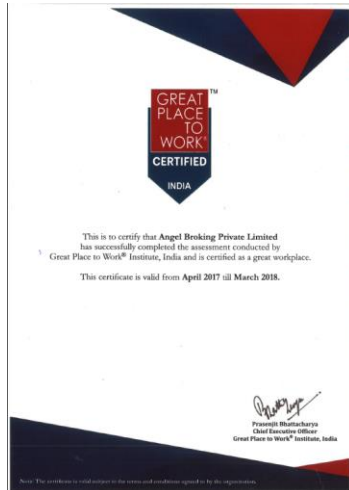 GREAT
PLACE
TO
WORK®
TM
CERTIFIED
INDIA
This is to certify that Angel Broking Private Limited
has successfully completed the assessment conducted by
Great Place to Work® Institute, India and is certified as a great workplace.
This certificate is valid from April 2017 till March 2018.
Prasenjit Bhattacharya
Chief Executive Officer
Great Place to Work® Institute, India
Note: The certificate is valid subject to the terms and conditions agreed to by the organisation.